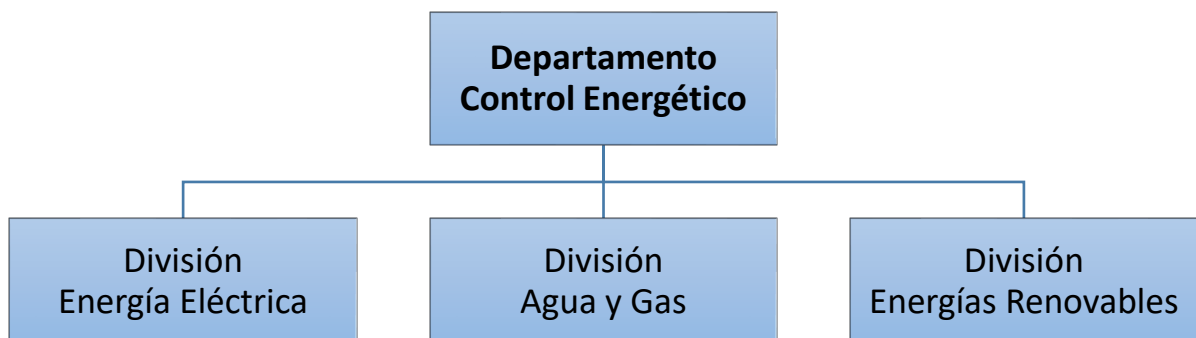 Departamento
Control Energético
División
Energía Eléctrica
División
Agua y Gas
División
Energías Renovables